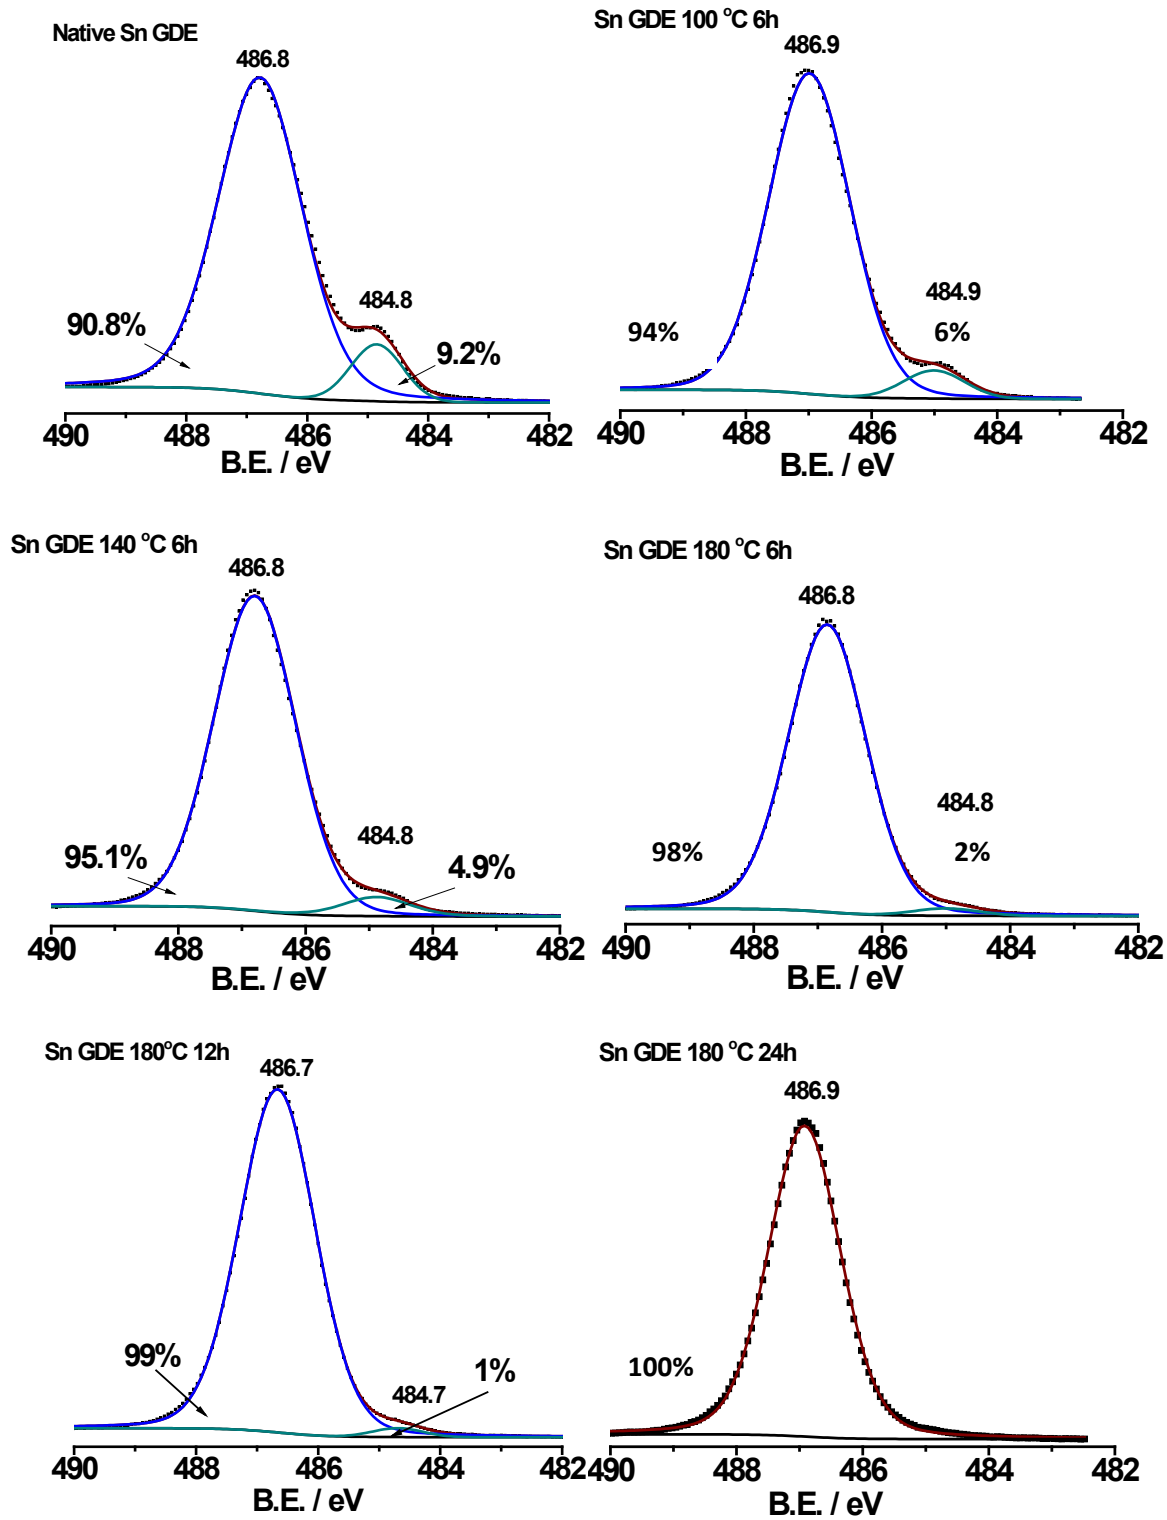 Native Sn GDE
486.8
484.8
90.8%
9.2%
490 488 486 484 482
B.E. / eV
Sn GDE 100 °C 6h
486.9
484.9
94%
6%
490 488 486 484 482
B.E. / eV
Sn GDE 140 °C 6h
486.8
484.8
95.1%
4.9%
490 488 486 484 482
B.E. / eV
Sn GDE 180 °C 6h
486.8
484.8
98%
2%
490 488 486 484 482
B.E. / eV
Sn GDE 180°C 12h
486.7
99%
1%
484.7
490 488 486 484 482
B.E. / eV
Sn GDE 180 °C 24h
486.9
100%
490 488 486 484 482
B.E. / eV